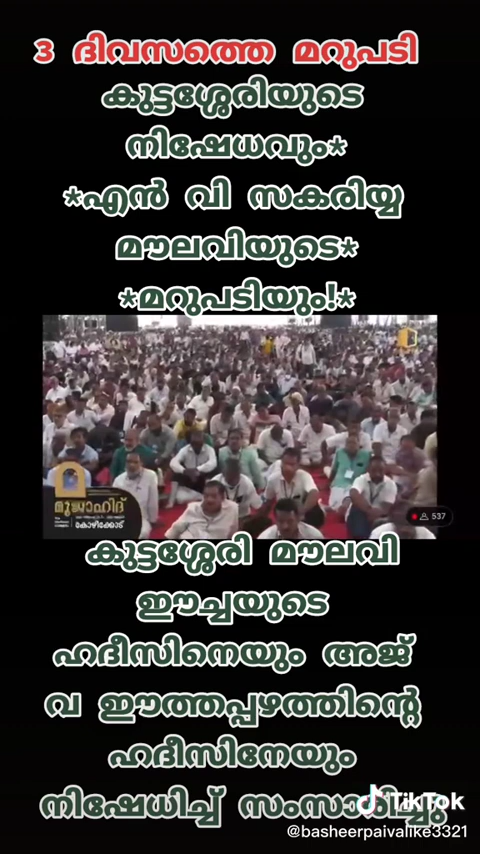 3 ദിവസത്തെ മറുപടി
കുട്ടശ്ശേരിയുടെ
നിഷേധവും*
*എൻ വി സകരിയ്യ
മൗലവിയുടെ*
*മറുപടിയും!*
മുജാഹിദ്
കോഴിക്കോട്
537
കുട്ടശ്ശേരി മൗലവി
ഈച്ചയുടെ
ഹദീസിനെയും അജ്
വ ഈത്തപ്പഴത്തിന്റെ
ഹദീസിനേയും
നിഷേധിച്ച് സംസാരിച്ചു
TikTok
@basheerpaivalike3321